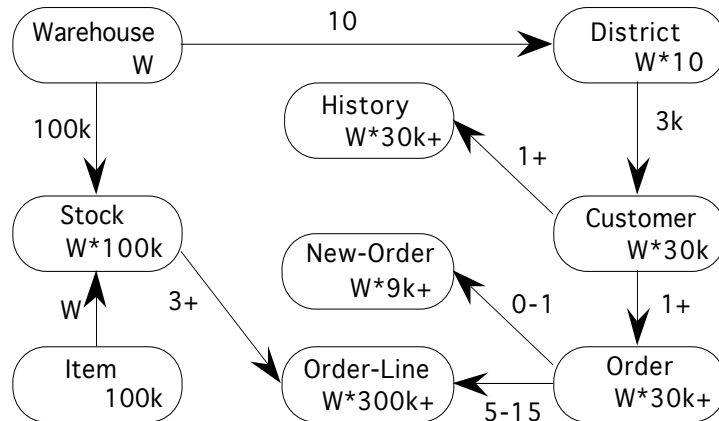 Warehouse
W
10
District
W*10
100k
History
W*30k+
1+
3k
Stock
W*100k
Customer
W*30k
New-Order
W*9k+
W
3+
0-1
1+
Item
100k
Order-Line
W*300k+
5-15
Order
W*30k+